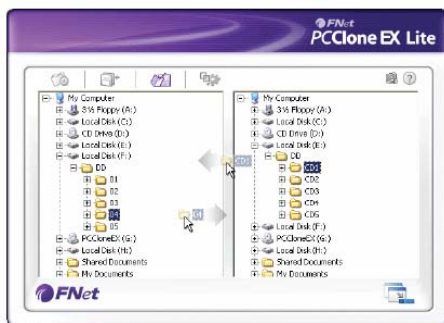 FNet
PCClone EX Lite
My Computer
3½ Floppy (A:)
Local Disk (C:)
CD Drive (D:)
Local Disk (E:)
Local Disk (F:)
DD
01
02
03
04
05
PCCloneEX (G:)
Local Disk (H:)
Shared Documents
My Documents
CD1
04
My Computer
3½ Floppy (A:)
Local Disk (C:)
CD Drive (D:)
Local Disk (E:)
DD
CD1
CD2
CD3
CD4
CD5
Local Disk (F:)
PCCloneEX (G:)
Local Disk (H:)
Shared Documents
My Documents
FNet